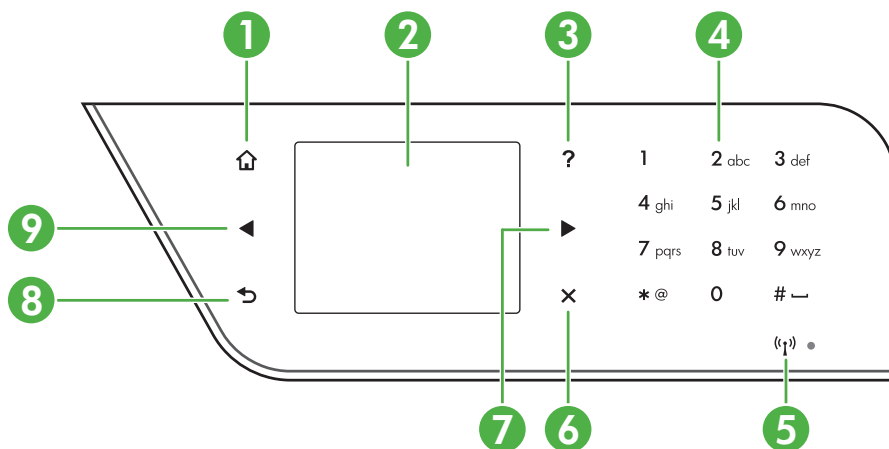 1 2 3 4
? 1 2 abc 3 def
4 ghi 5 jkl 6 mno
9 7 pqrs 8 tuv 9 wxyz
8 * @ 0 #
7 6 5